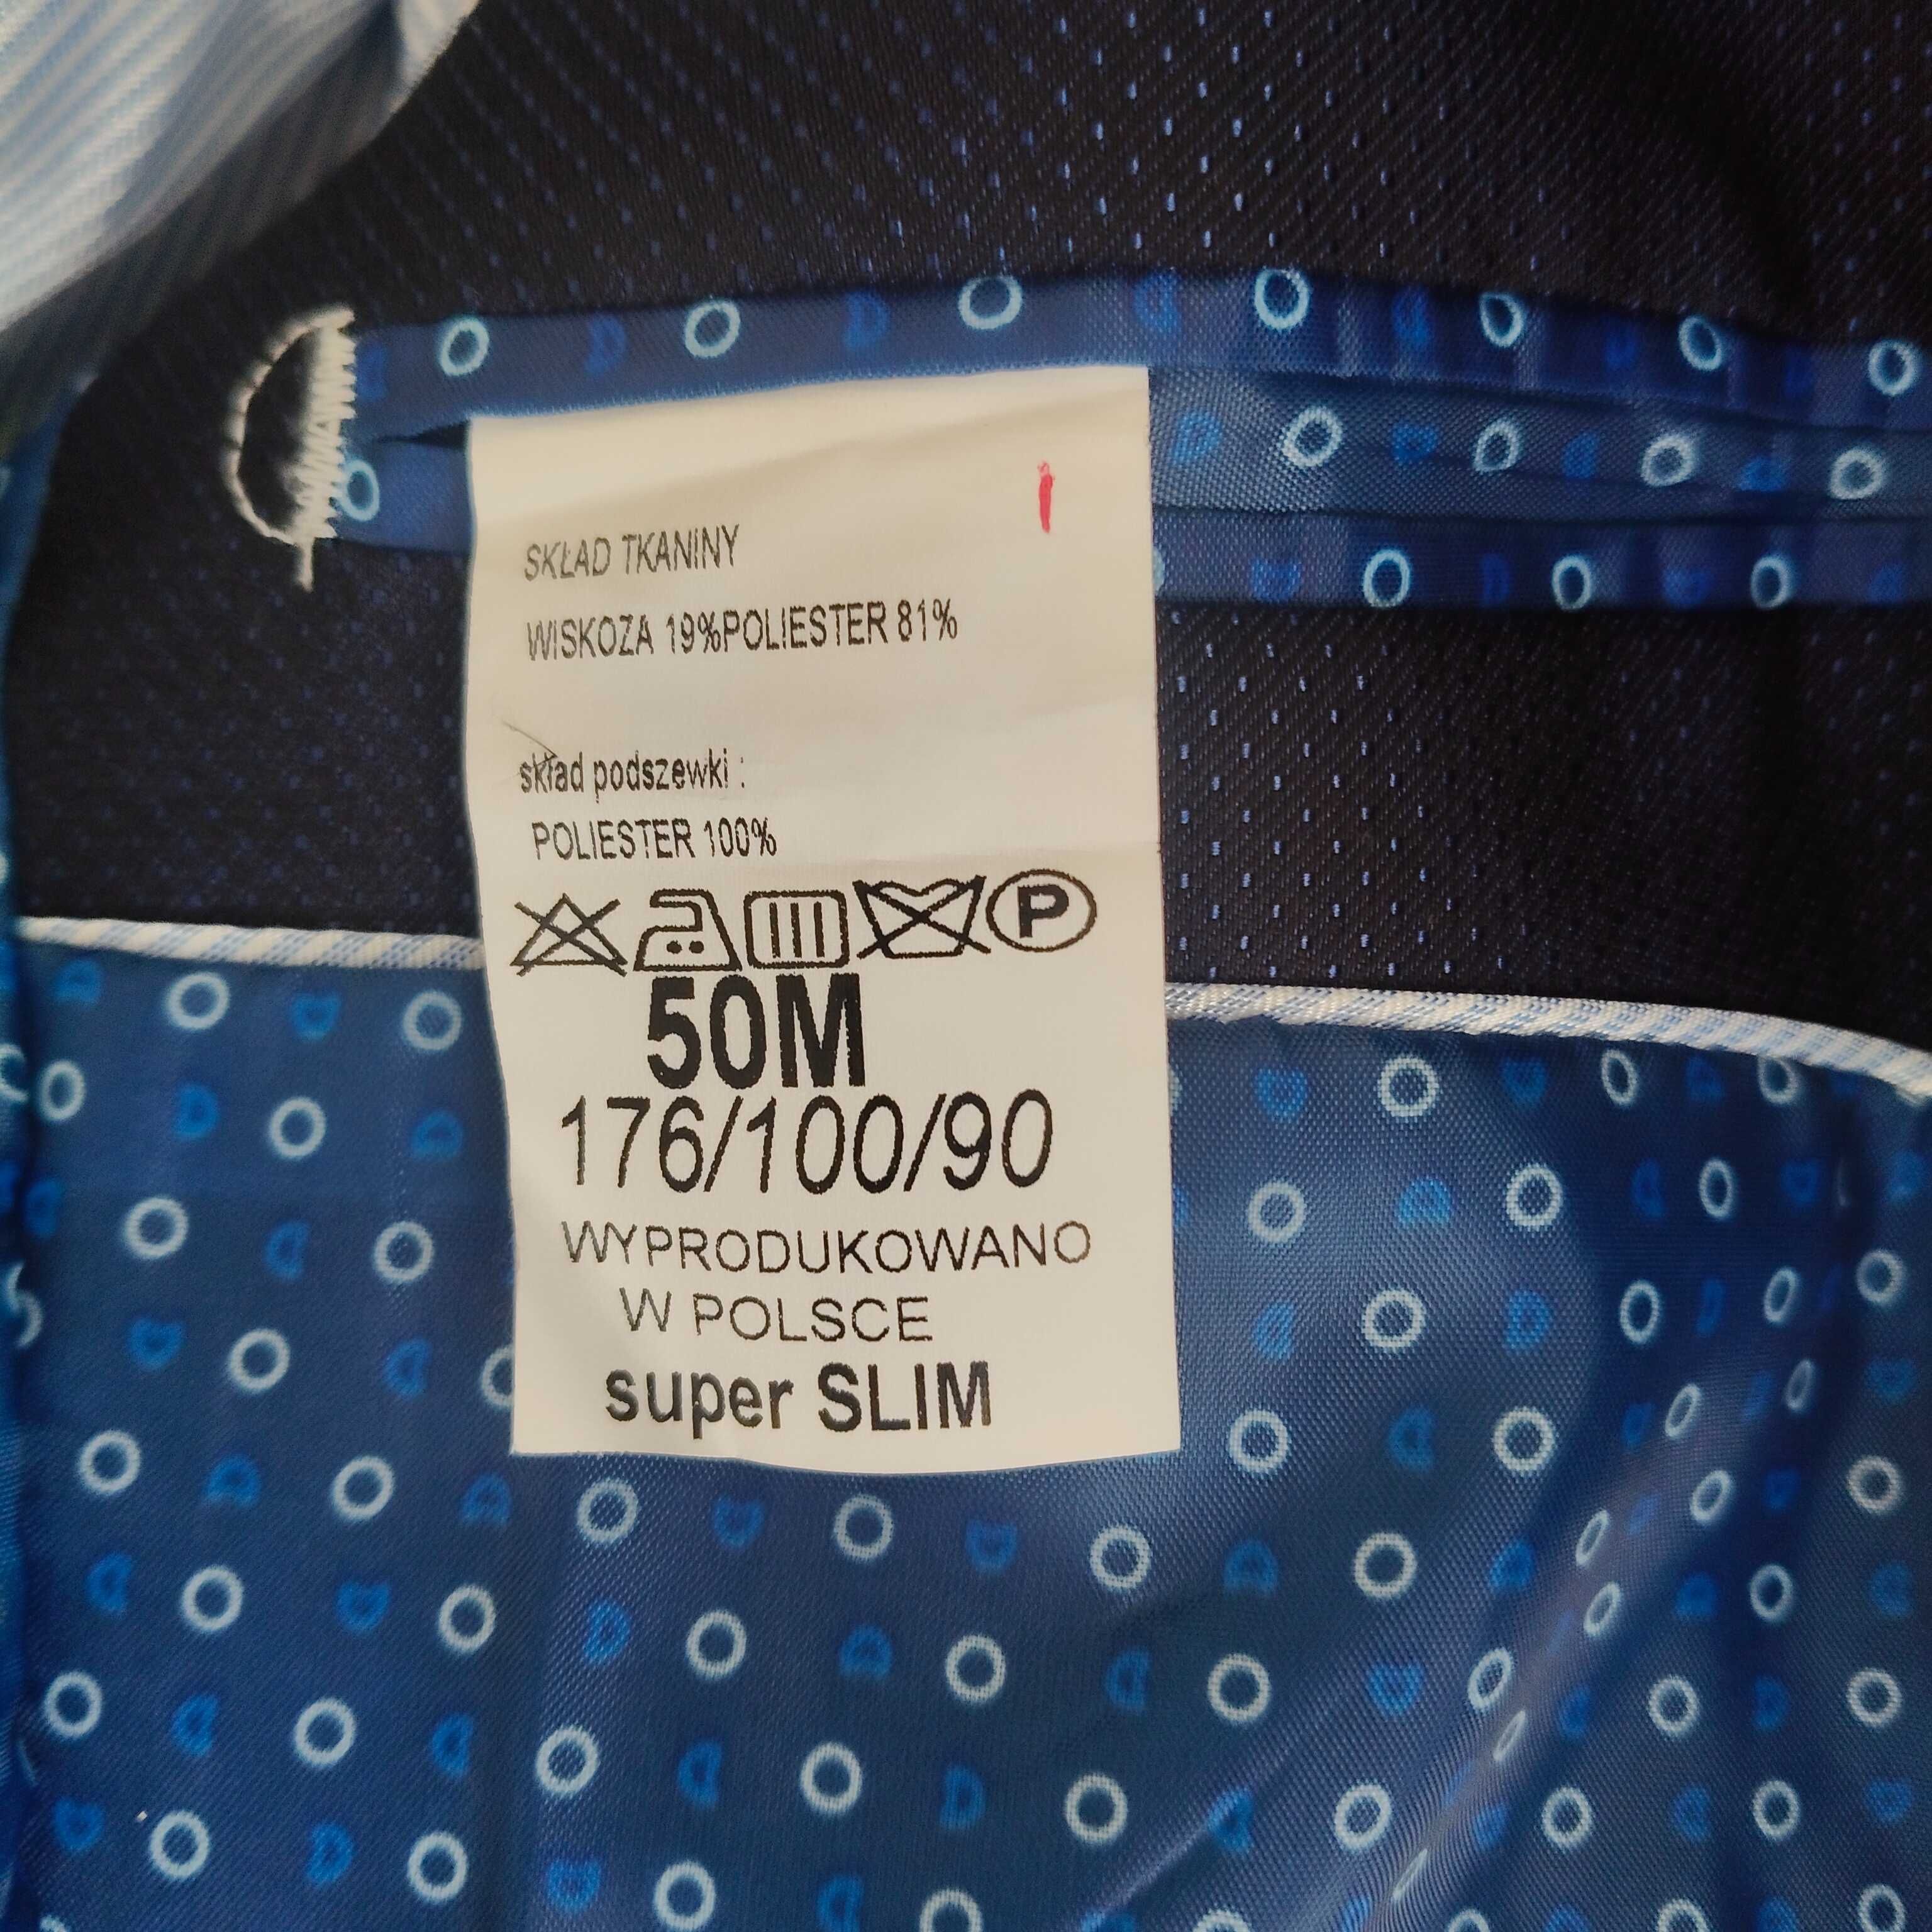 SKŁAD TKANINY
WISKOZA 19%POLIESTER 81%
skład podszewki :
POLIESTER 100%
P
50M
176/100/90
WYPRODUKOWANO
W POLSCE
super SLIM